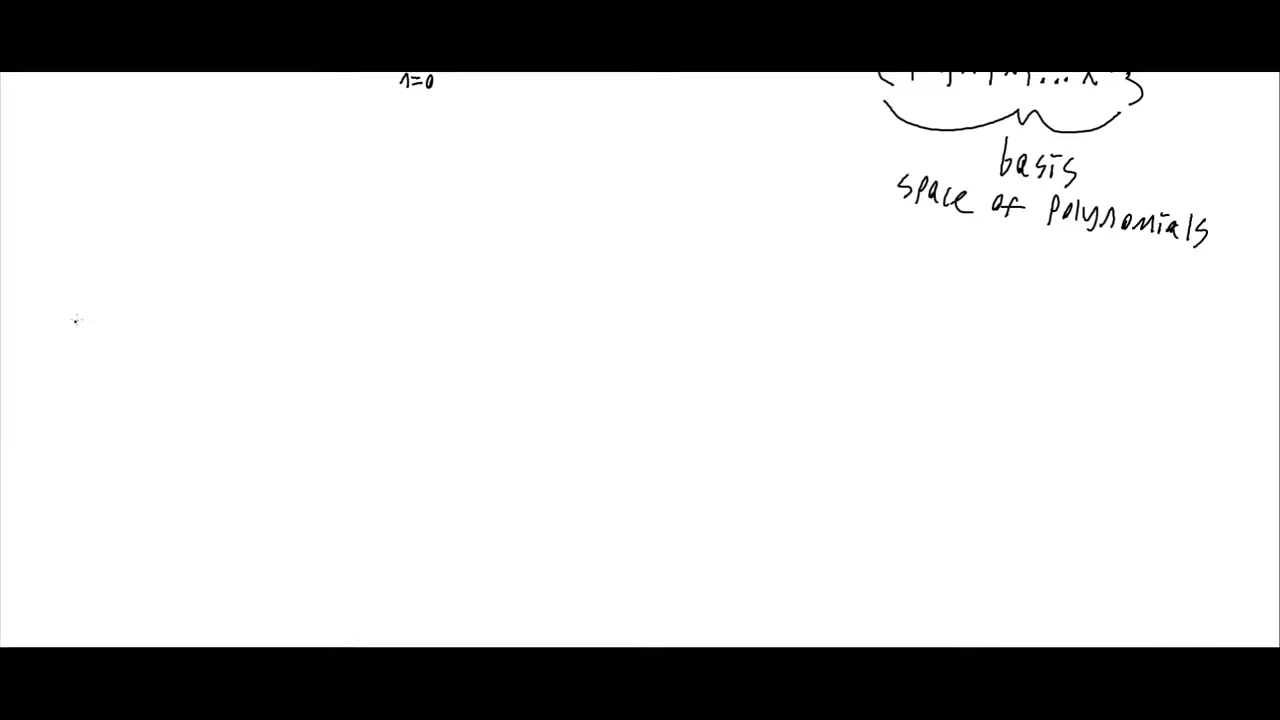 n=0
basis
space of polynomials